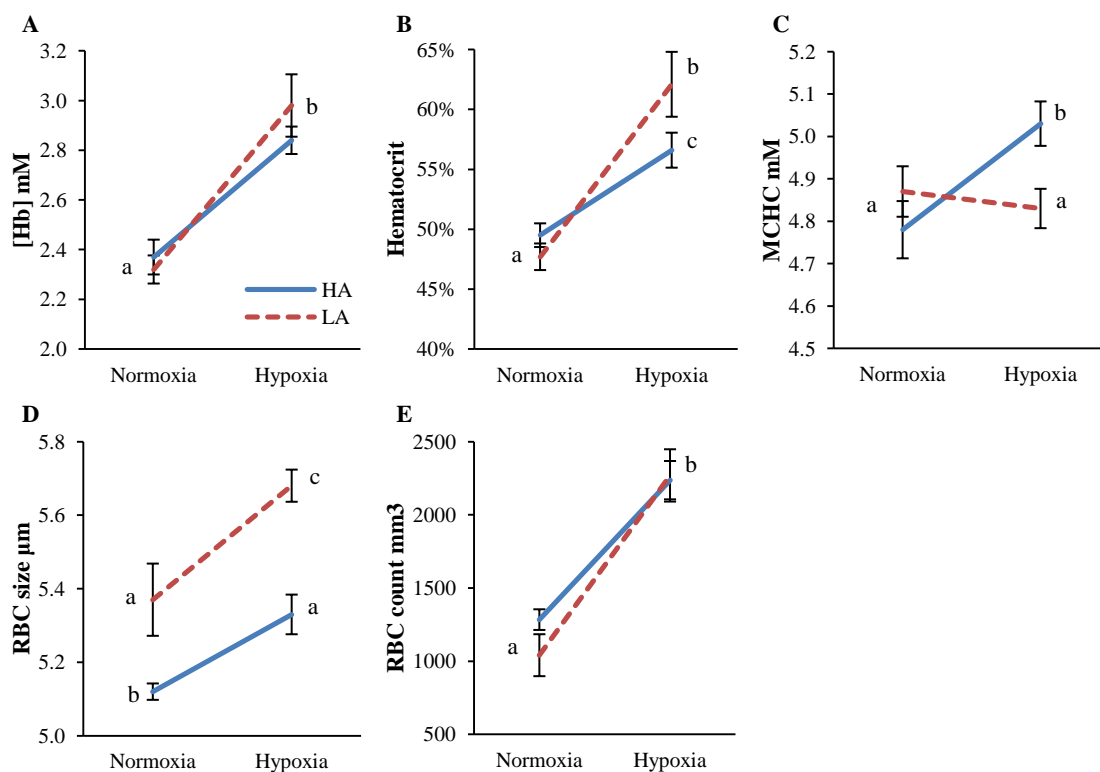 A
[Hb] mM
3.2
3.0
2.8
2.6
2.4
2.2
2.0
a
b
HA
LA
Normoxia Hypoxia
B
Hematocrit
65%
60%
55%
50%
45%
40%
a
b
c
Normoxia Hypoxia
C
MCHC mM
5.2
5.1
5.0
4.9
4.8
4.7
4.6
4.5
a
b
a
Normoxia Hypoxia
D
RBC size µm
5.8
5.6
5.4
5.2
5.0
a
c
b
a
Normoxia Hypoxia
E
RBC count mm3
2500
2000
1500
1000
500
a
b
Normoxia Hypoxia